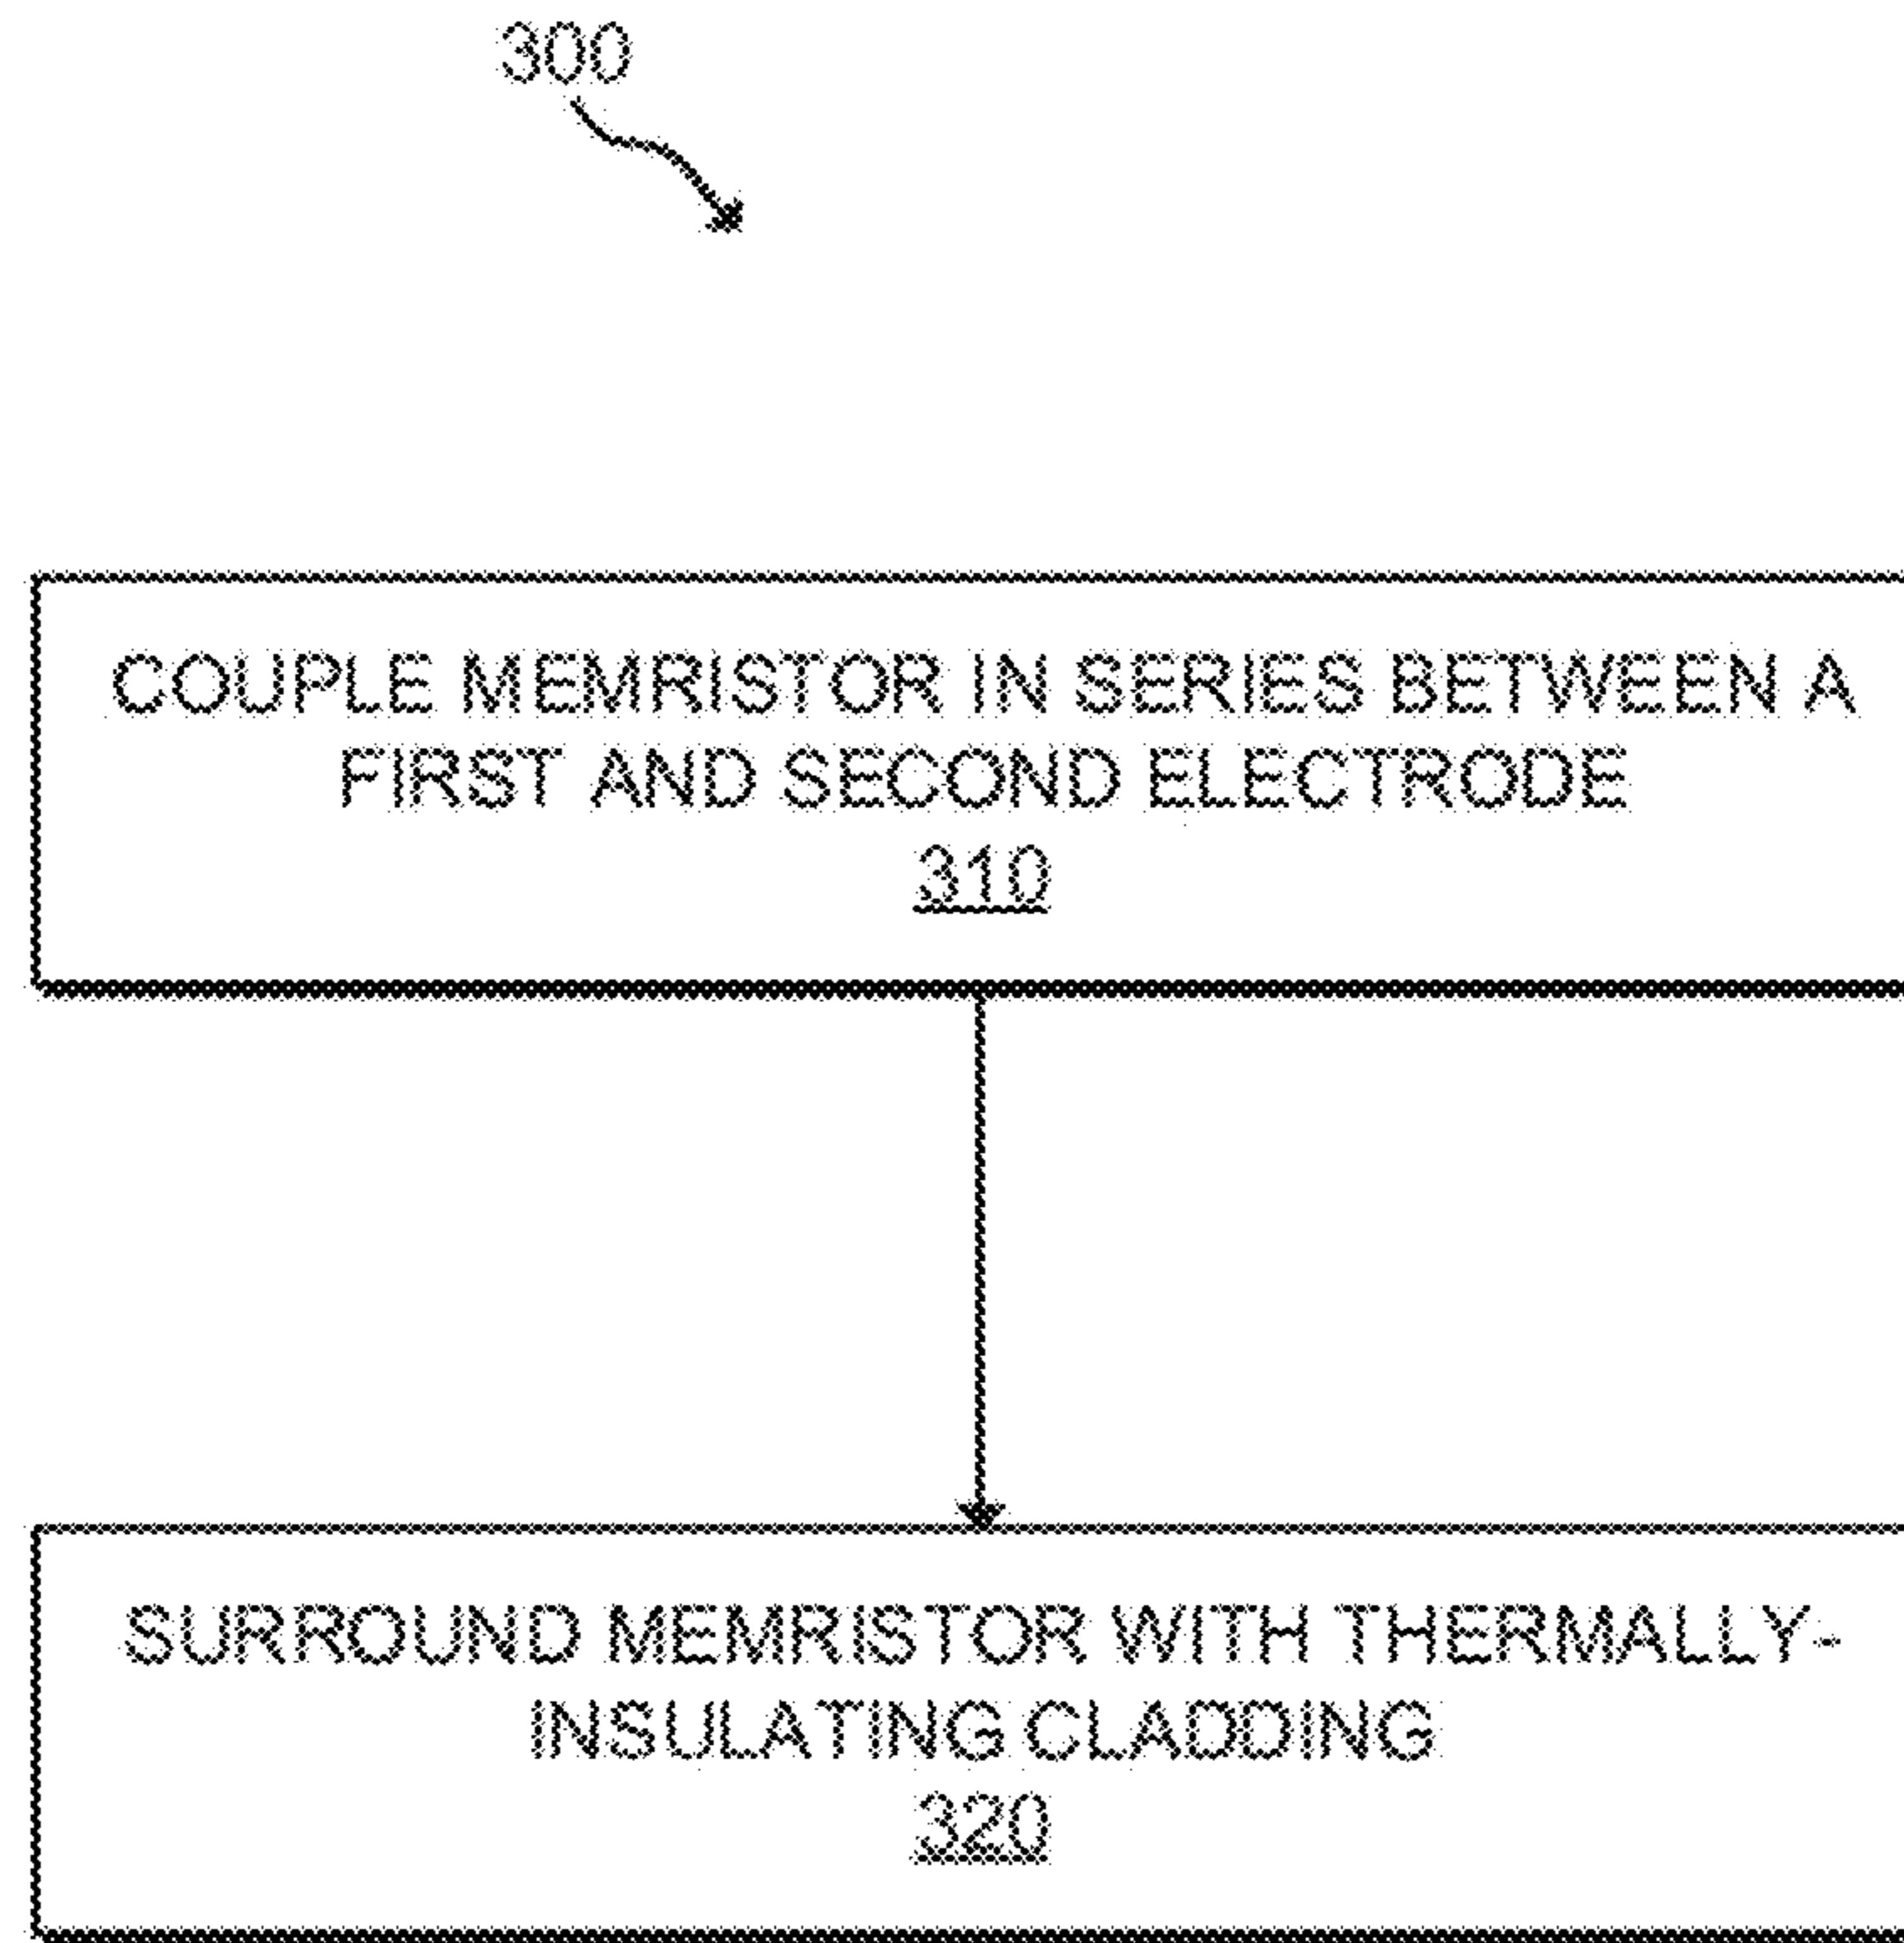 300
COUPLE MEMRISTOR IN SERIES BETWEEN A
FIRST AND SECOND ELECTRODE
310
SURROUND MEMRISTOR WITH THERMALLY-
INSULATING CLADDING
320